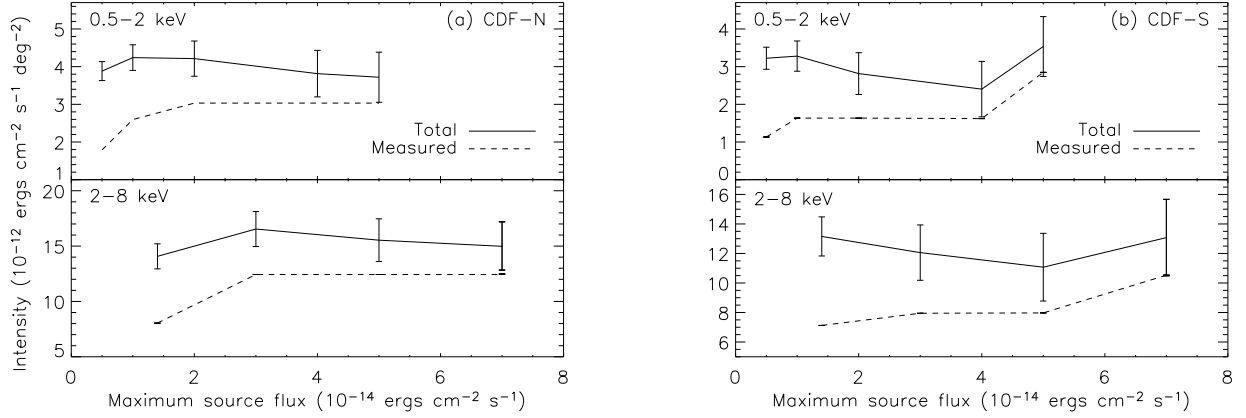 0.5−2 keV
(a) CDF−N
5
4
3
2
1
Total
Measured
2−8 keV
20
15
10
5
0 2 4 6 8
Maximum source flux (10⁻¹⁴ ergs cm⁻² s⁻¹)
Intensity (10⁻¹² ergs cm⁻² s⁻¹ deg⁻²)
0.5−2 keV
(b) CDF−S
4
3
2
1
0
Total
Measured
2−8 keV
16
14
12
10
8
6
0 2 4 6 8
Maximum source flux (10⁻¹⁴ ergs cm⁻² s⁻¹)